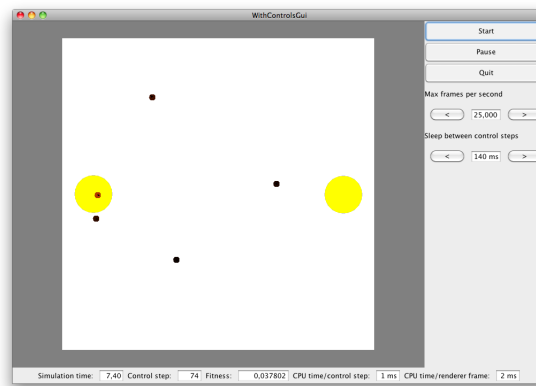 WithControlsGui
Start
Pause
Quit
Max frames per second
< 25,000 >
Sleep between control steps
< 140 ms >
Simulation time: 7,40 Control step: 74 Fitness: 0,037802 CPU time/control step: 1 ms CPU time/renderer frame: 2 ms